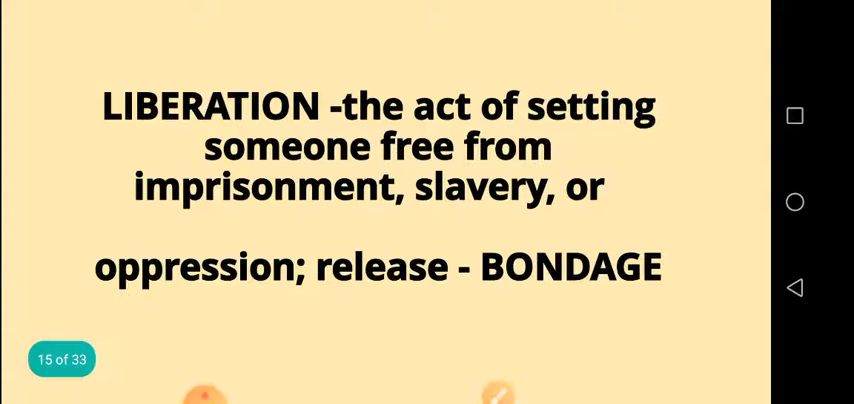 LIBERATION -the act of setting
someone free from
imprisonment, slavery, or
oppression; release - BONDAGE
15 of 33